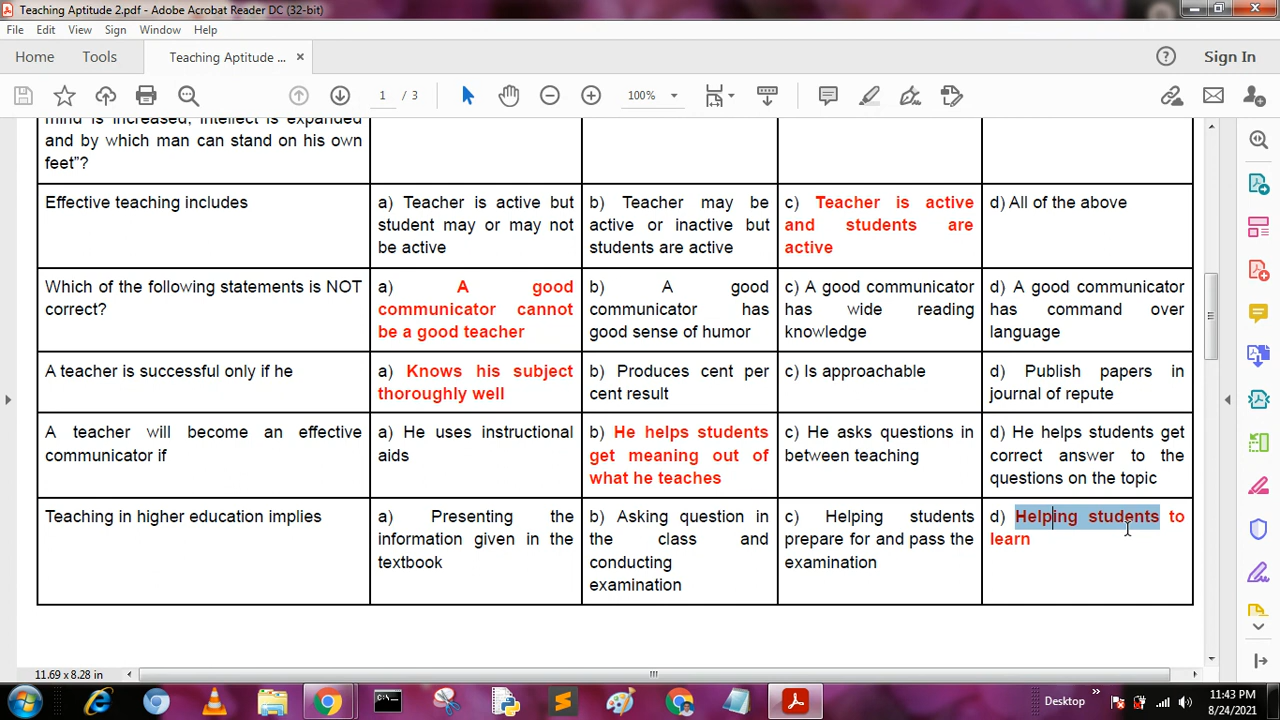 Teaching Aptitude 2.pdf - Adobe Acrobat Reader DC (32-bit)
File Edit View Sign Window Help
Home Tools Teaching Aptitude ... × Sign In
1 / 3 100%
mind is increased, intellect is expanded
and by which man can stand on his own
feet”?
Effective teaching includes
a) Teacher is active but
student may or may not
be active
b) Teacher may be
active or inactive but
students are active
c) Teacher is active
and students are
active
d) All of the above
Which of the following statements is NOT
correct?
a) A good
communicator cannot
be a good teacher
b) A good
communicator has
good sense of humor
c) A good communicator
has wide reading
knowledge
d) A good communicator
has command over
language
A teacher is successful only if he
a) Knows his subject
thoroughly well
b) Produces cent per
cent result
c) Is approachable
d) Publish papers in
journal of repute
A teacher will become an effective
communicator if
a) He uses instructional
aids
b) He helps students
get meaning out of
what he teaches
c) He asks questions in
between teaching
d) He helps students get
correct answer to the
questions on the topic
Teaching in higher education implies
a) Presenting the
information given in the
textbook
b) Asking question in
the class and
conducting
examination
c) Helping students
prepare for and pass the
examination
d) Helping students to
learn
11.69 x 8.28 in
Desktop
11:43 PM
8/24/2021